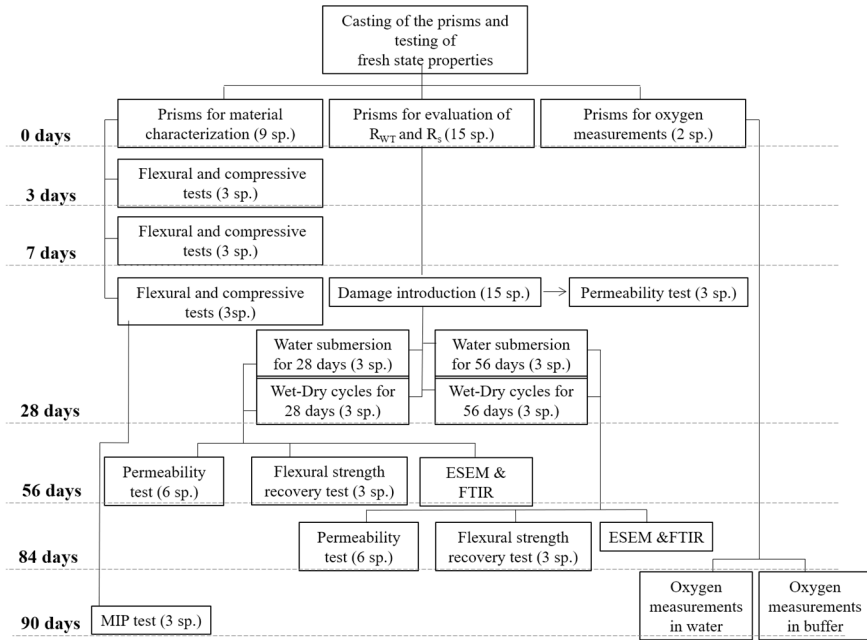 Casting of the prisms and
testing of
fresh state properties
0 days
Prisms for material
characterization (9 sp.)
Prisms for evaluation of
R_WT and R_s (15 sp.)
Prisms for oxygen
measurements (2 sp.)
3 days
Flexural and compressive
tests (3 sp.)
7 days
Flexural and compressive
tests (3 sp.)
Flexural and compressive
tests (3sp.)
Damage introduction (15 sp.)
Permeability test (3 sp.)
Water submersion
for 28 days (3 sp.)
Water submersion
for 56 days (3 sp.)
Wet-Dry cycles for
28 days (3 sp.)
Wet-Dry cycles for
56 days (3 sp.)
28 days
Permeability
test (6 sp.)
Flexural strength
recovery test (3 sp.)
ESEM &
FTIR
56 days
Permeability
test (6 sp.)
Flexural strength
recovery test (3 sp.)
ESEM &FTIR
84 days
Oxygen
measurements
in water
Oxygen
measurements
in buffer
90 days
MIP test (3 sp.)